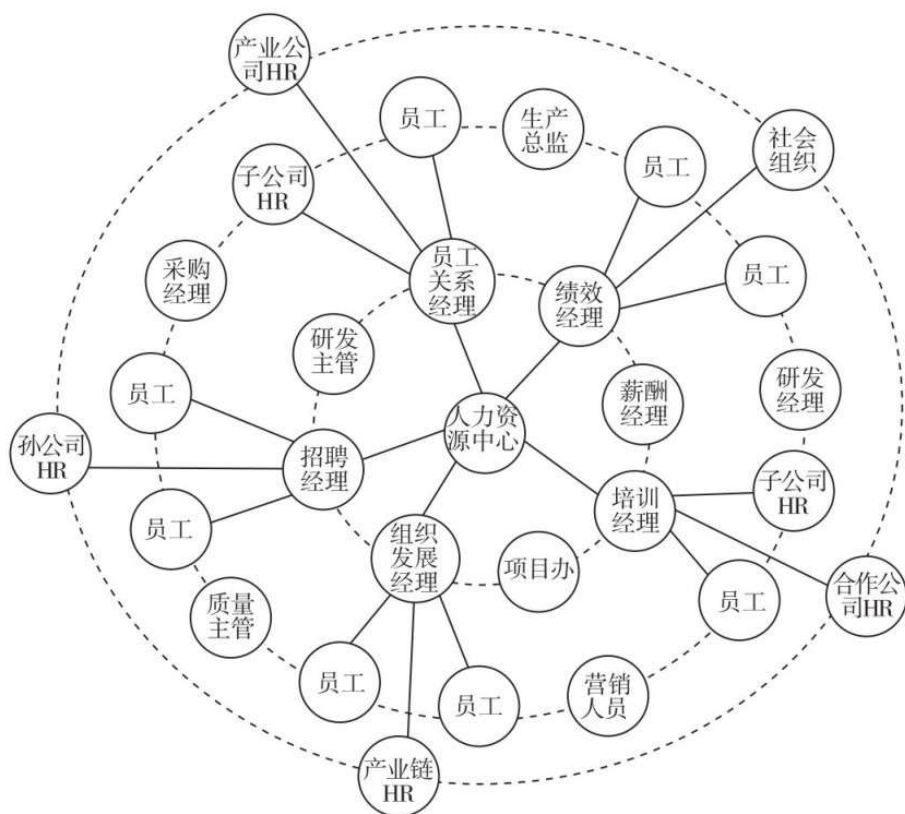 产业公
司HR
员工
生产
总监
员工
社会
组织
子公司
HR
采购
经理
员工
关系
经理
绩效
经理
员工
研发
主管
员工
薪酬
经理
研发
经理
人力资
源中心
孙公司
HR
招聘
经理
子公司
HR
培训
经理
员工
组织
发展
经理
项目办
合作公
司HR
质量
主管
员工
员工
员工
营销
人员
产业链
HR